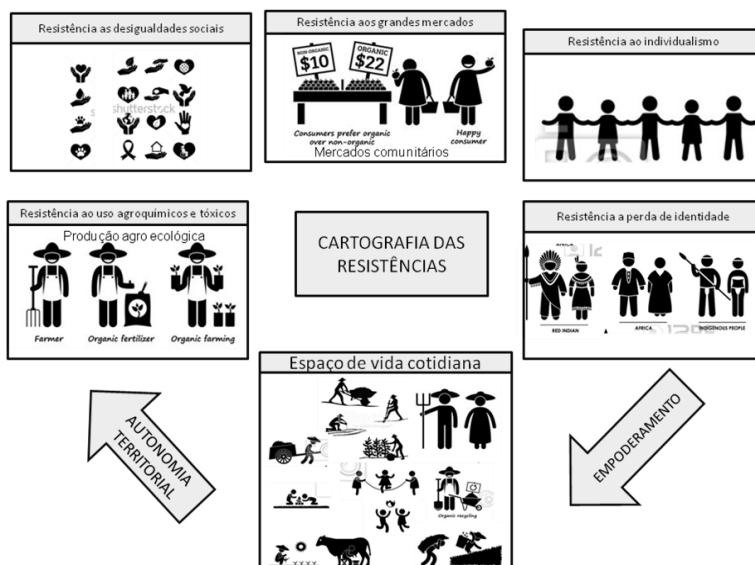 Resistência as desigualdades sociais
shutterstock
Resistência aos grandes mercados
NON-ORGANIC
$10
ORGANIC
$22
Consumers prefer organic
over non-organic
Happy
consumer
Mercados comunitários
Resistência ao individualismo
Resistência ao uso agroquímicos e tóxicos
Produção agro ecológica
Farmer
Organic fertilizer
Organic farming
CARTOGRAFIA DAS
RESISTÊNCIAS
Resistência a perda de identidade
RED INDIAN
AFRICA
INDIGENOUS PEOPLE
Espaço de vida cotidiana
Organic recycling
AUTONOMIA
TERRITORIAL
EMPODERAMENTO